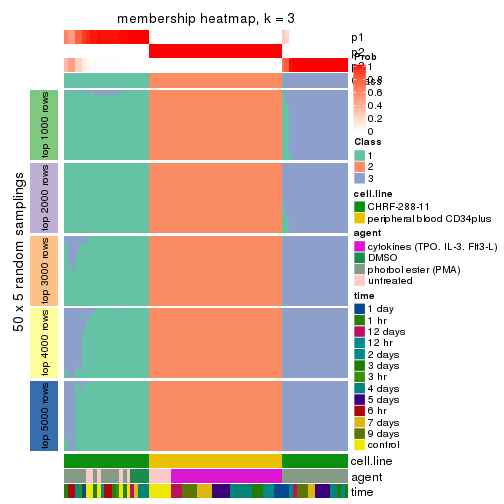 membership heatmap, k = 3
p1
p2
Prob
1
0.8
0.6
0.4
0.2
0
Class
1
2
3
cell.line
CHRF-288-11
peripheral blood CD34plus
agent
cytokines (TPO, IL-3, Flt3-L)
DMSO
phorbol ester (PMA)
untreated
time
1 day
1 hr
12 days
12 hr
2 days
3 days
3 hr
4 days
5 days
6 hr
7 days
9 days
control
50 x 5 random samplings
top 1000 rows
top 2000 rows
top 3000 rows
top 4000 rows
top 5000 rows
cell.line
agent
time